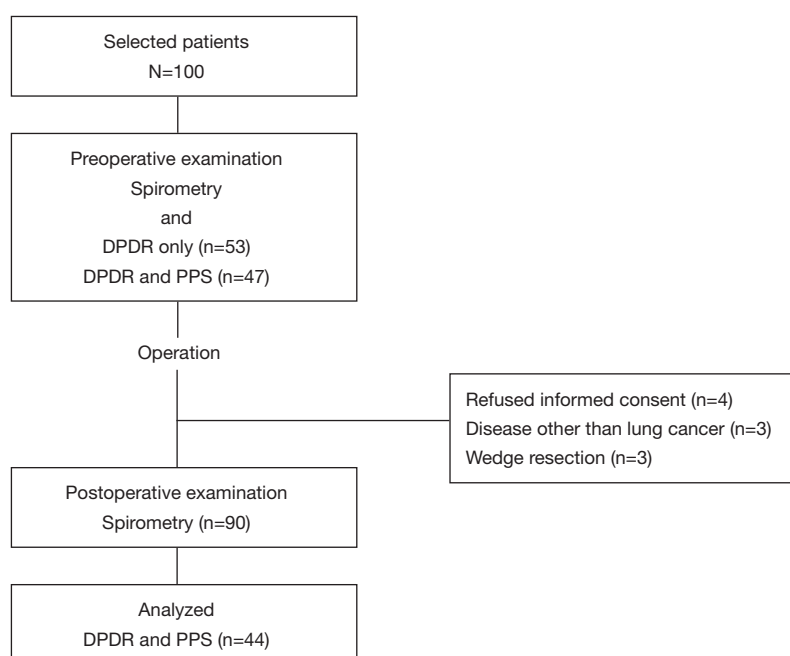 Selected patients
N=100
Preoperative examination
Spirometry
and
DPDR only (n=53)
DPDR and PPS (n=47)
Operation
Refused informed consent (n=4)
Disease other than lung cancer (n=3)
Wedge resection (n=3)
Postoperative examination
Spirometry (n=90)
Analyzed
DPDR and PPS (n=44)